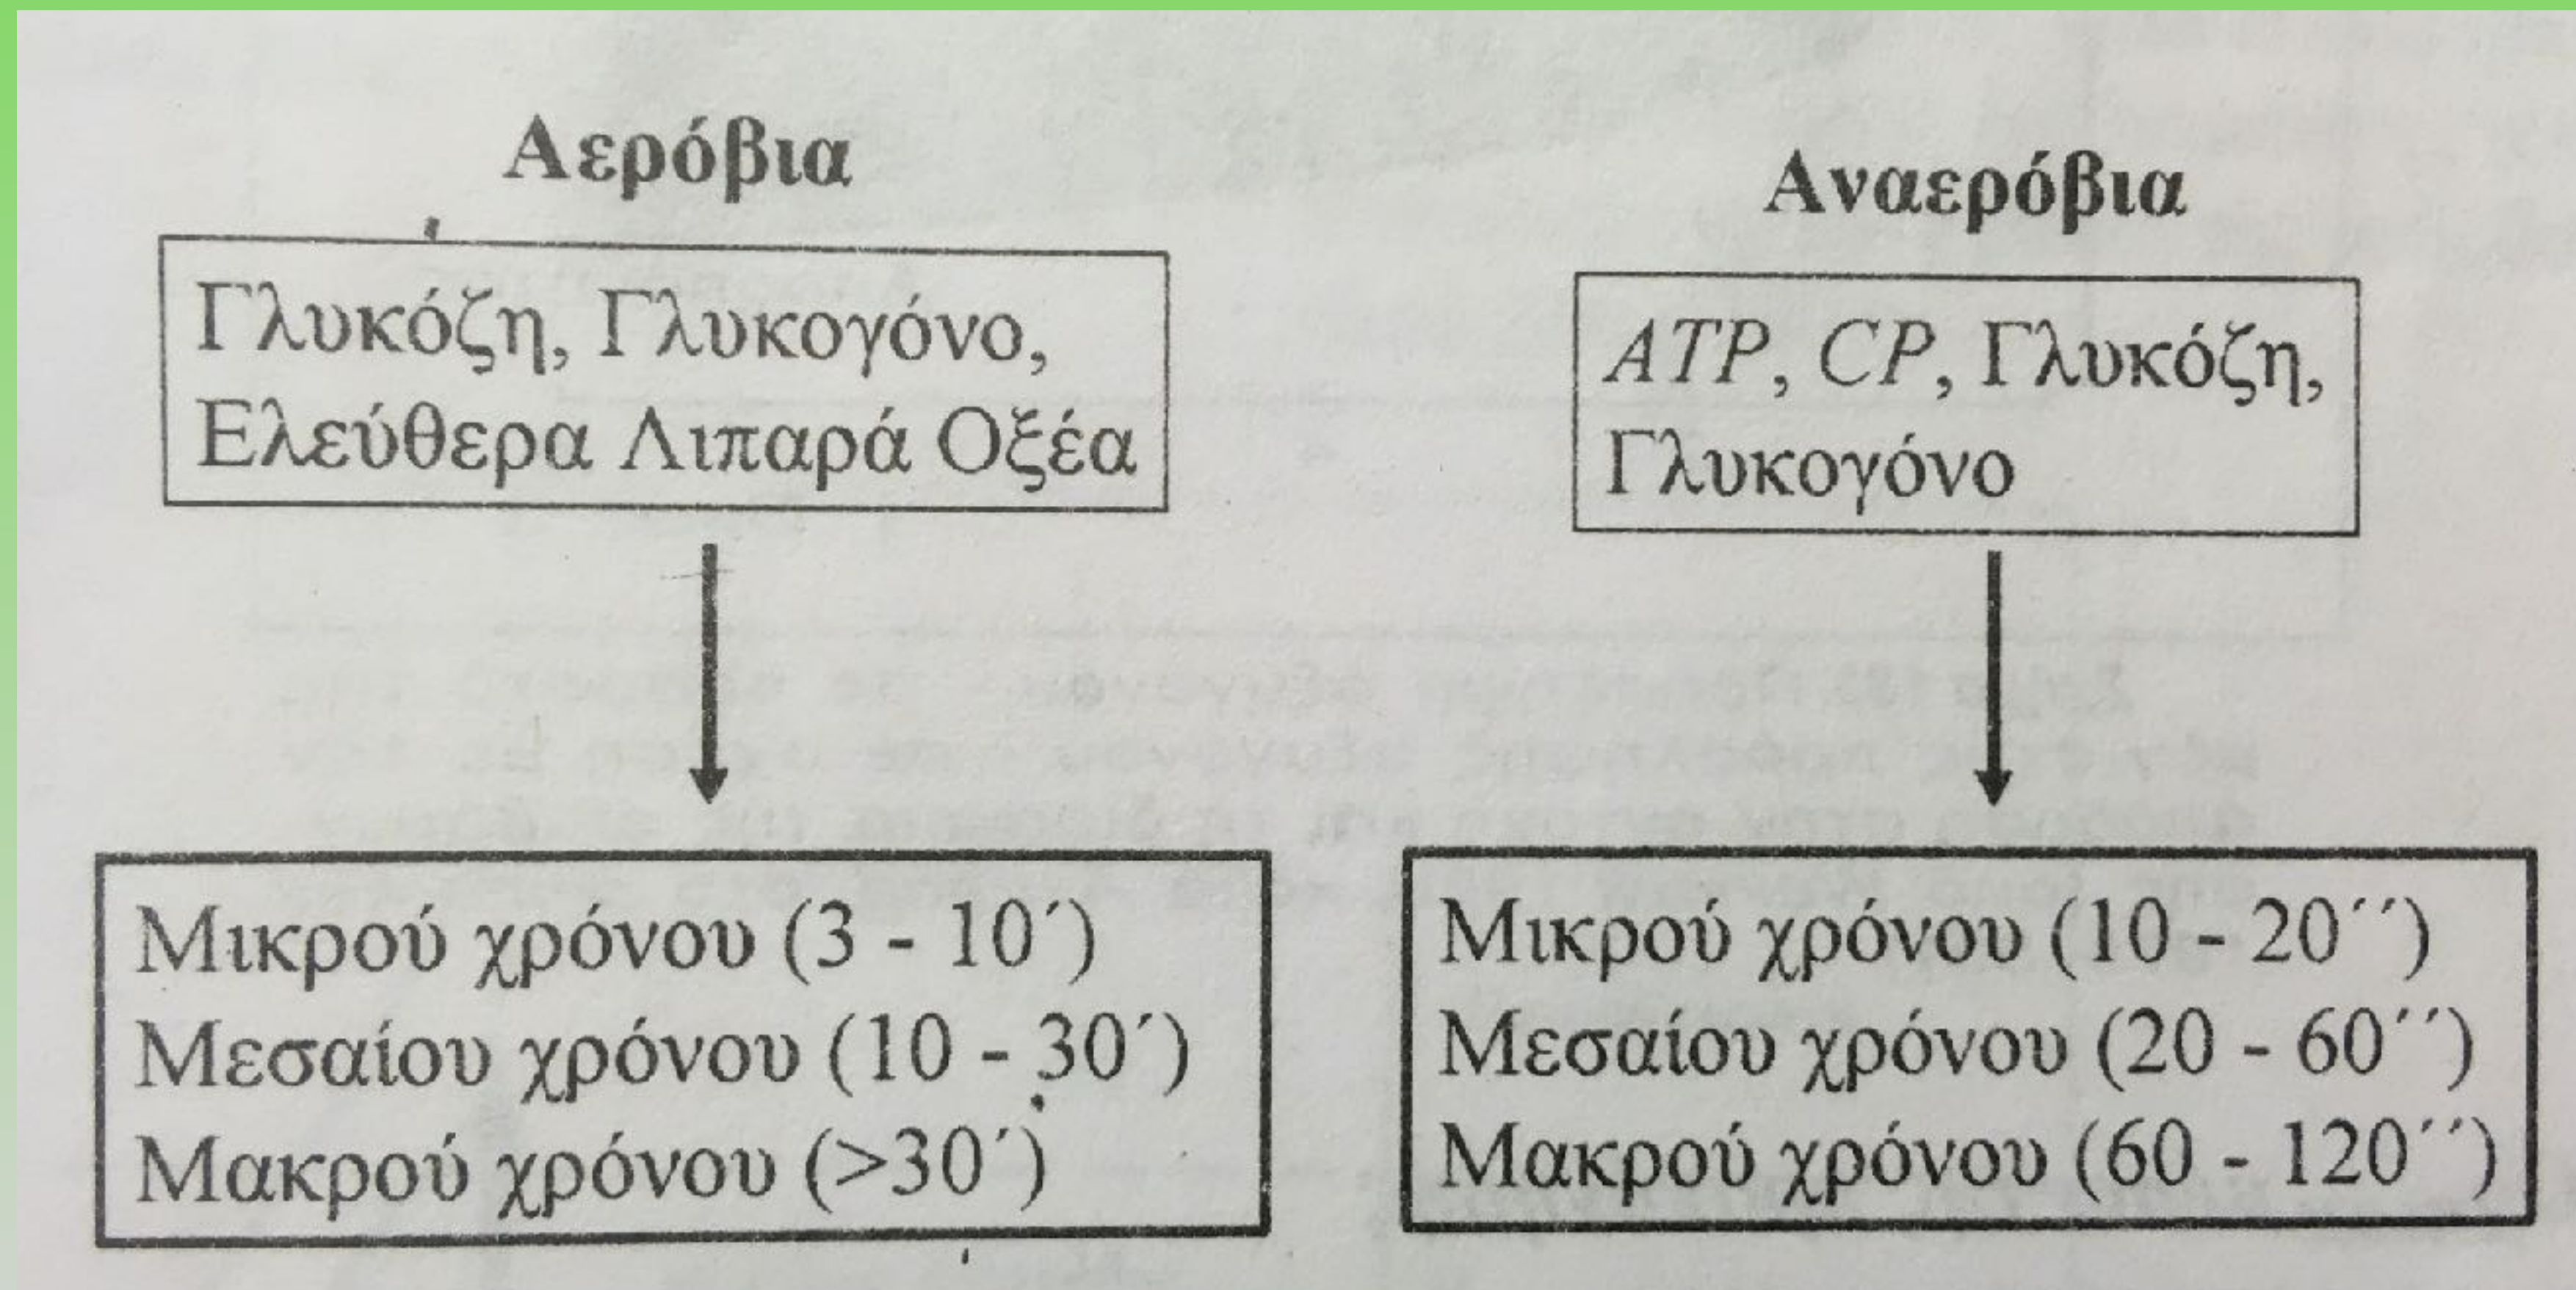 Αερόβια
Γλυκόζη, Γλυκογόνο,
Ελεύθερα Λιπαρά Οξέα
Μικρού χρόνου (3 - 10΄)
Μεσαίου χρόνου (10 - 30΄)
Μακρού χρόνου (>30΄)
Αναερόβια
ATP, CP, Γλυκόζη,
Γλυκογόνο
Μικρού χρόνου (10 - 20΄΄)
Μεσαίου χρόνου (20 - 60΄΄)
Μακρού χρόνου (60 - 120΄΄)